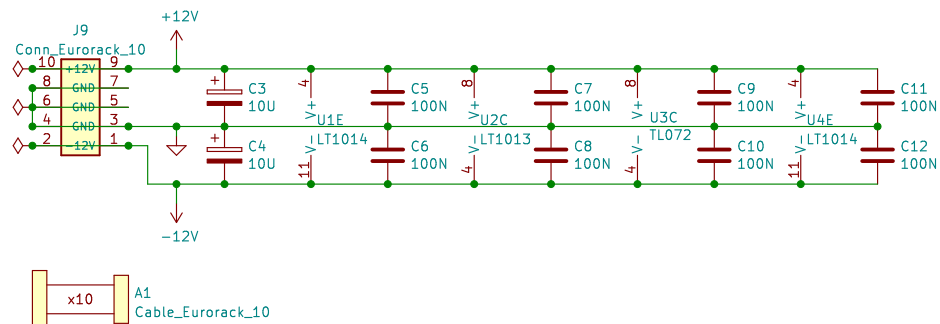 +12V
J9
Conn_Eurorack_10
10 +12V 9
8 GND 7
6 GND 5
4 GND 3
2 -12V 1
+ C3
10U
+ C4
10U
4 V+
U1E
LT1014
V- 11
C5
100N
C6
100N
8 V+
U2C
LT1013
V- 4
C7
100N
C8
100N
8 V+
U3C
TL072
V- 4
C9
100N
C10
100N
4 V+
U4E
LT1014
V- 11
C11
100N
C12
100N
-12V
x10
A1
Cable_Eurorack_10